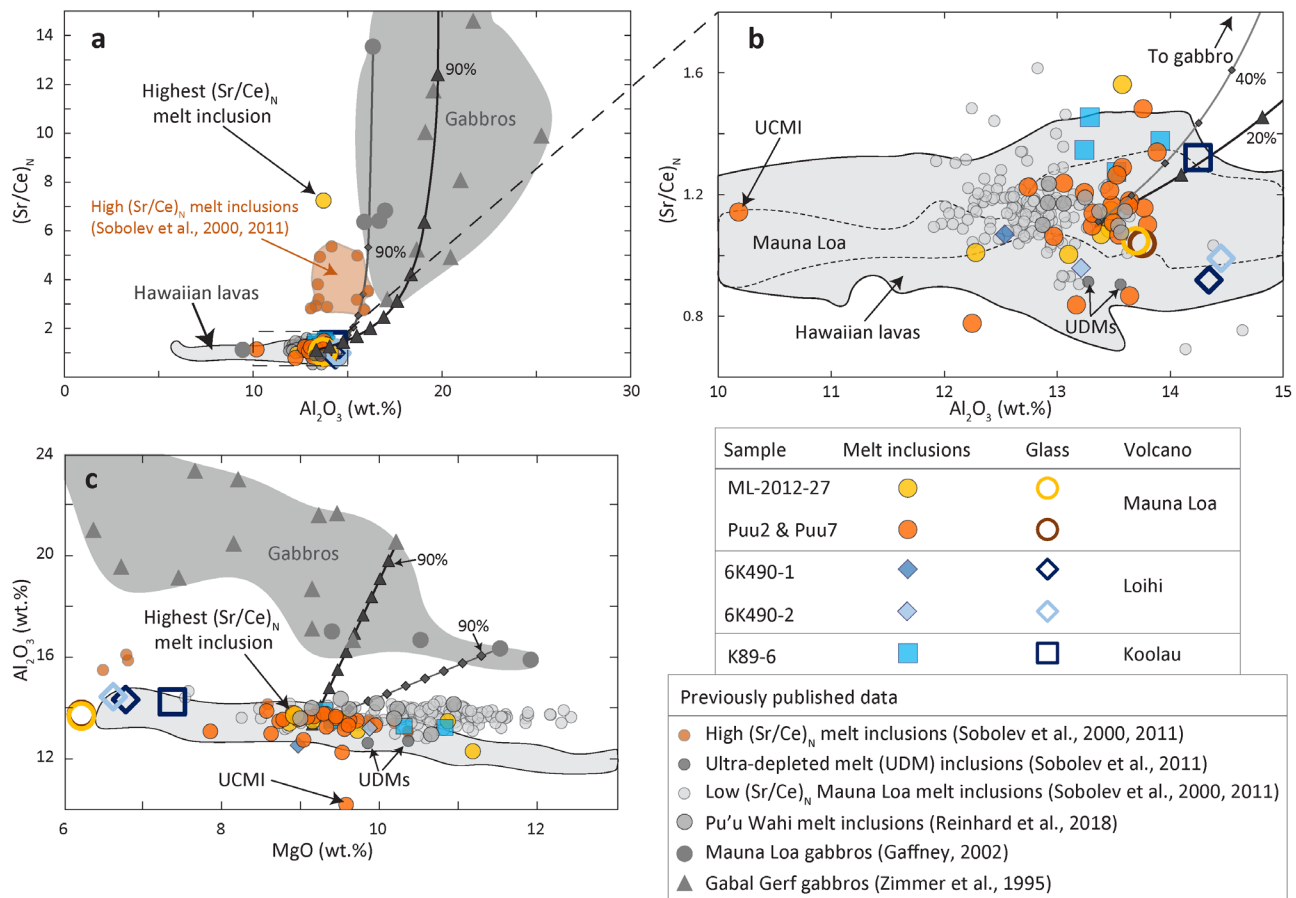 a
14
12
10
8
6
4
2
(Sr/Ce)N
0
10
20
30
Al2O3 (wt.%)
Highest (Sr/Ce)N
melt inclusion
High (Sr/Ce)N melt inclusions
(Sobolev et al., 2000, 2011)
Hawaiian lavas
90%
Gabbros
90%
b
1.6
1.4
1.2
1.0
0.8
(Sr/Ce)N
10
11
12
13
14
15
Al2O3 (wt.%)
To gabbro
40%
20%
UCMI
Mauna Loa
Hawaiian lavas
UDMs
c
24
20
16
12
Al2O3 (wt.%)
6
8
10
12
MgO (wt.%)
Gabbros
90%
Highest (Sr/Ce)N
melt inclusion
90%
UCMI
UDMs
Sample Melt inclusions Glass Volcano
ML-2012-27
Mauna Loa
Puu2 & Puu7
6K490-1
Loihi
6K490-2
K89-6 Koolau
Previously published data
High (Sr/Ce)N melt inclusions (Sobolev et al., 2000, 2011)
Ultra-depleted melt (UDM) inclusions (Sobolev et al., 2011)
Low (Sr/Ce)N Mauna Loa melt inclusions (Sobolev et al., 2000, 2011)
Pu’u Wahi melt inclusions (Reinhard et al., 2018)
Mauna Loa gabbros (Gaffney, 2002)
Gabal Gerf gabbros (Zimmer et al., 1995)